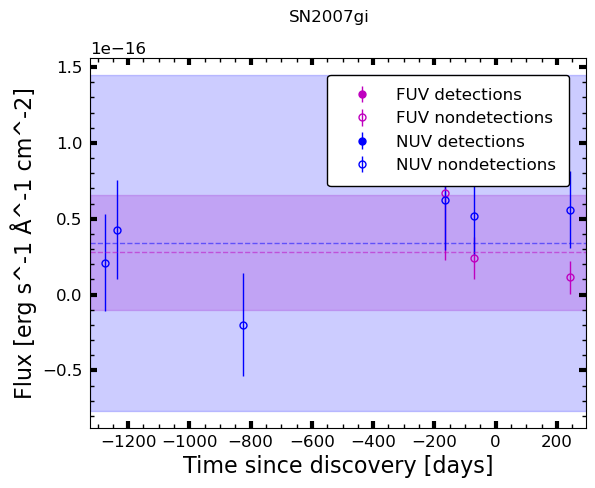 SN2007gi
1e−16
1.5
1.0
0.5
0.0
−0.5
Flux [erg s^-1 Å^-1 cm^-2]
FUV detections
FUV nondetections
NUV detections
NUV nondetections
−1200 −1000 −800 −600 −400 −200 0 200
Time since discovery [days]